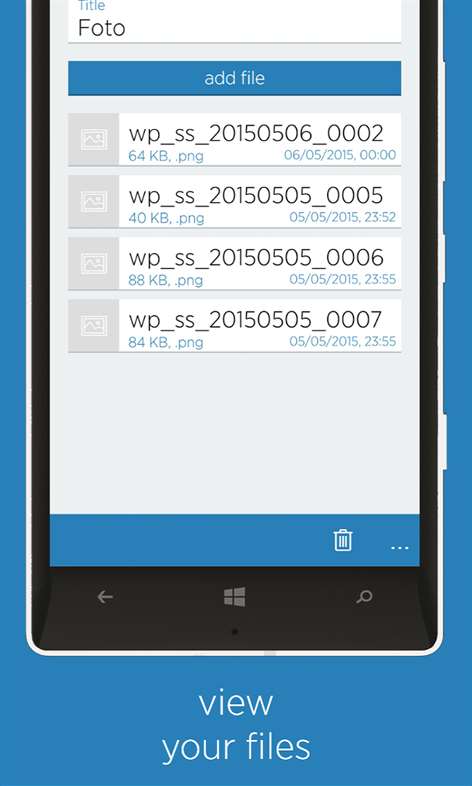 Title
Foto
add file
wp_ss_20150506_0002
64 KB, .png 06/05/2015, 00:00
wp_ss_20150505_0005
40 KB, .png 05/05/2015, 23:52
wp_ss_20150505_0006
88 KB, .png 05/05/2015, 23:55
wp_ss_20150505_0007
84 KB, .png 05/05/2015, 23:55
...
view
your files